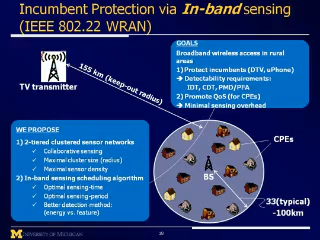 Incumbent Protection via In-band sensing
(IEEE 802.22 WRAN)
GOALS
Broadband wireless access in rural
areas
1) Protect incumbents (DTV, uPhone)
➔ Detectability requirements:
IDT, CDT, PMD/PFA
2) Promote QoS (for CPEs)
➔ Minimal sensing overhead
155 km (keep-out radius)
TV transmitter
WE PROPOSE
1) 2-tiered clustered sensor networks
✓ Collaborative sensing
✓ Maximal cluster size (radius)
✓ Maximal sensor density
2) In-band sensing scheduling algorithm
✓ Optimal sensing-time
✓ Optimal sensing-period
✓ Better detection method:
(energy vs. feature)
CPEs
BS
33(typical)
~100km
UNIVERSITY OF MICHIGAN